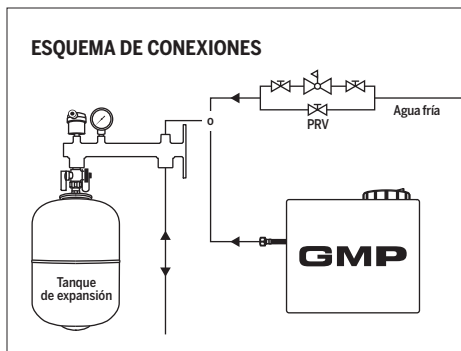 ESQUEMA DE CONEXIONES
o
PRV
Agua fría
GMP
Tanque
de expansión